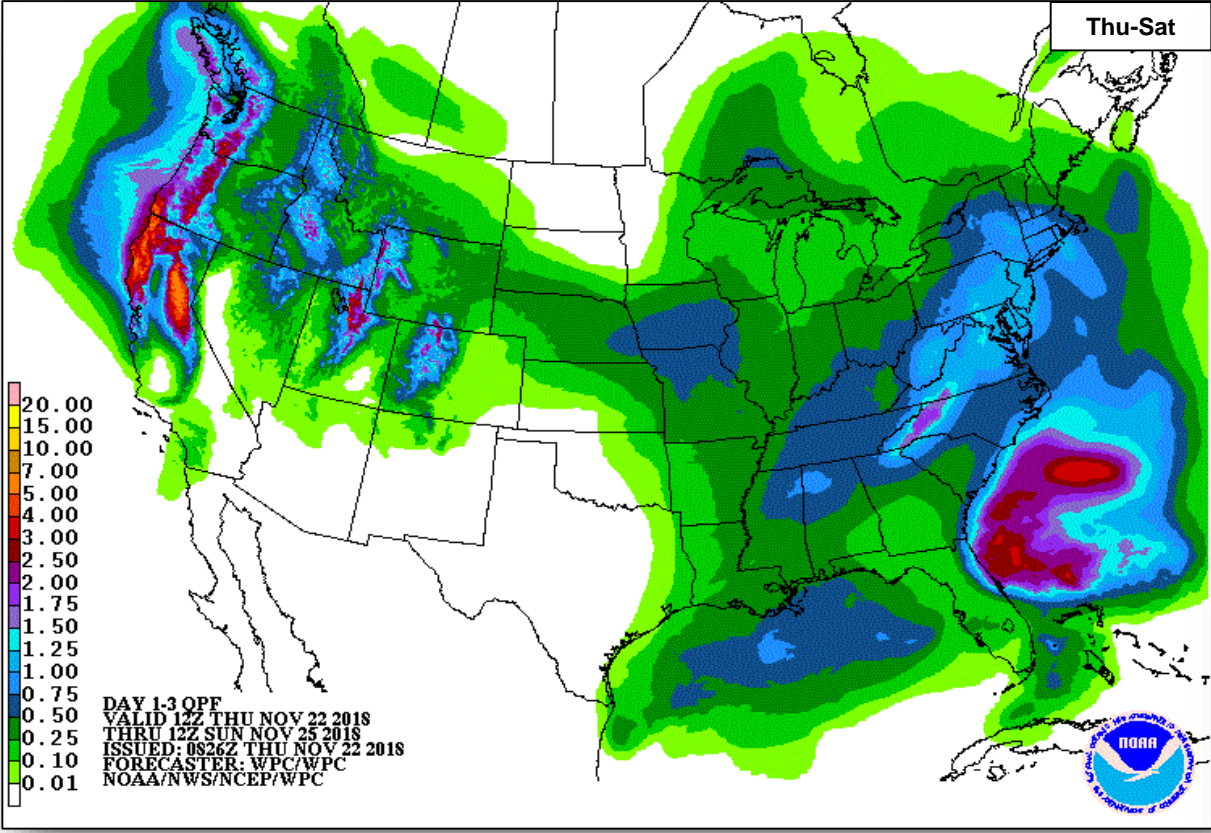 Thu-Sat
20.00
15.00
10.00
7.00
5.00
4.00
3.00
2.50
2.00
1.75
1.50
1.25
1.00
0.75
0.50
0.25
0.10
0.01
DAY 1-3 QPF
VALID 12Z THU NOV 22 2018
THRU 12Z SUN NOV 25 2018
ISSUED: 0826Z THU NOV 22 2018
FORECASTER: WPC/WPC
NOAA/NWS/NCEP/WPC
NOAA